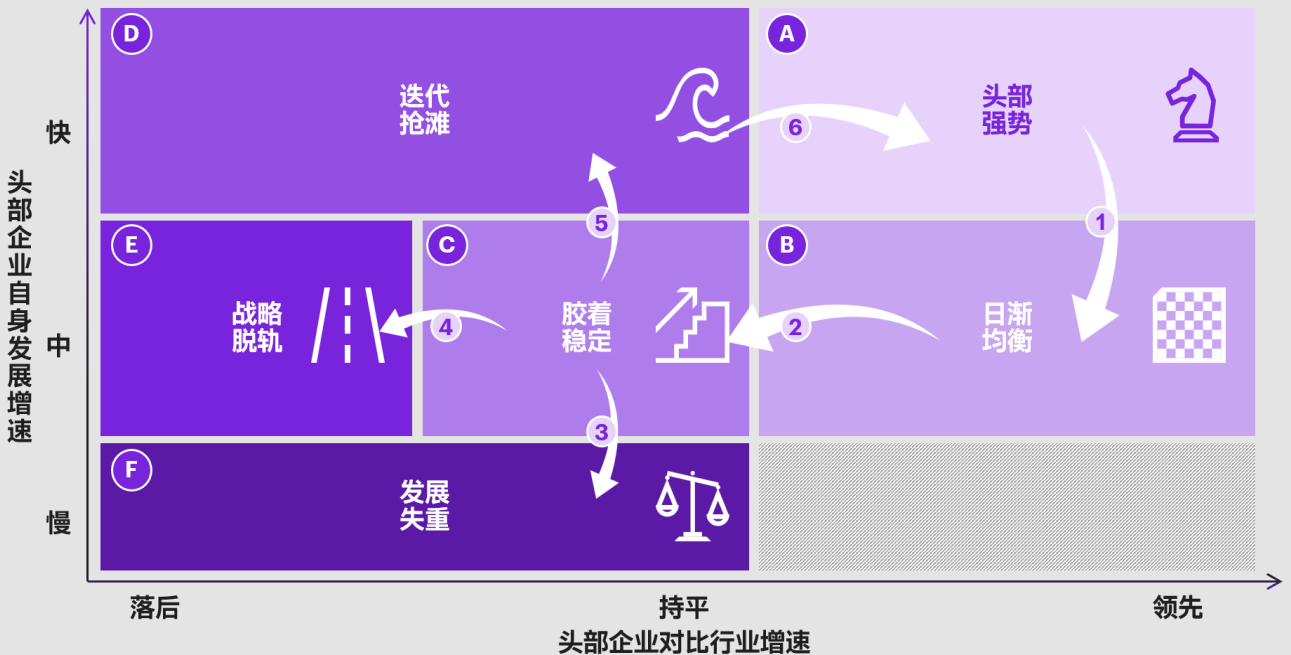 头部企业自身发展增速
快
中
慢
D
迭代
抢滩
A
头部
强势
6
5
1
E
战略
脱轨
4
C
胶着
稳定
2
B
日渐
均衡
3
F
发展
失重
落后
持平
领先
头部企业对比行业增速